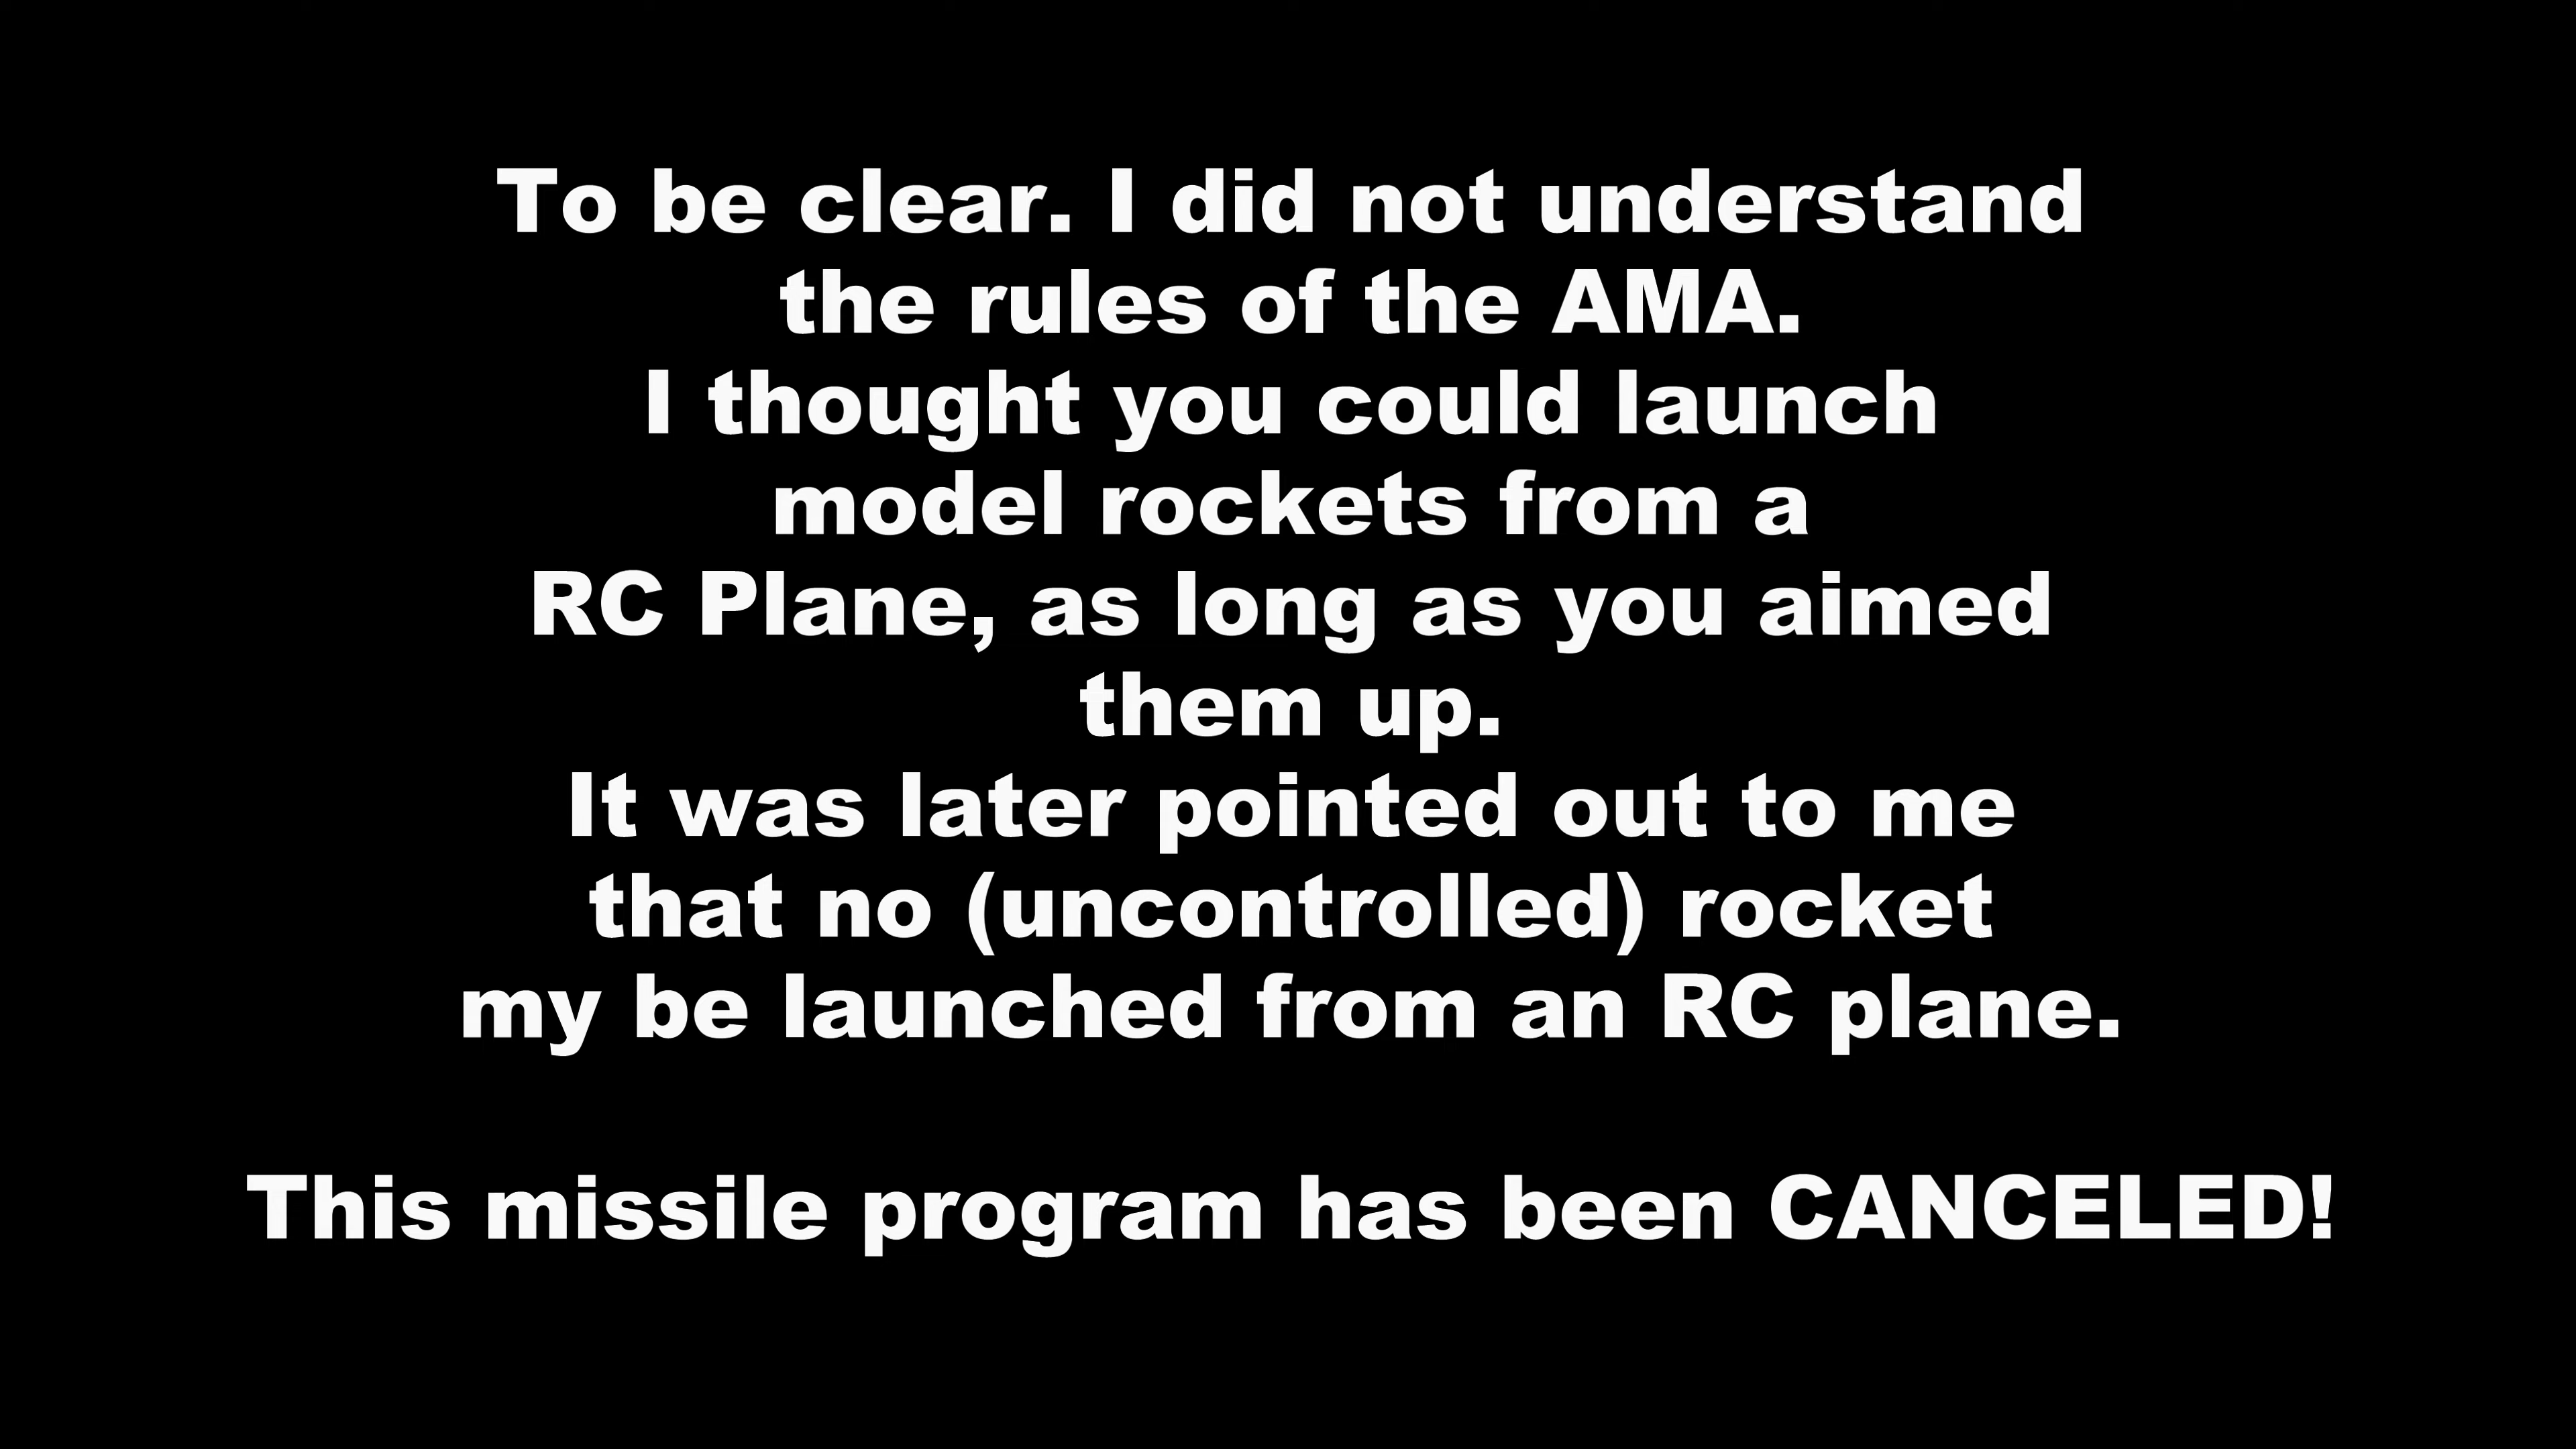 To be clear. I did not understand
the rules of the AMA.
I thought you could launch
model rockets from a
RC Plane, as long as you aimed
them up.
It was later pointed out to me
that no (uncontrolled) rocket
my be launched from an RC plane.
This missile program has been CANCELED!